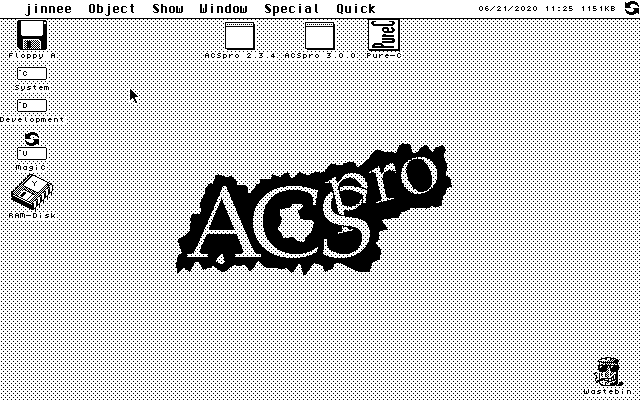 jinnee Object Show Window Special Quick 06/21/2020 11:25 1151KB
Floppy A
ACSpro 2.3.4
ACSpro 3.0.0
PureC
Pure-C
C
System
D
Development
V
Magic
Y
RAM-Disk
ACSpro
Wastebin